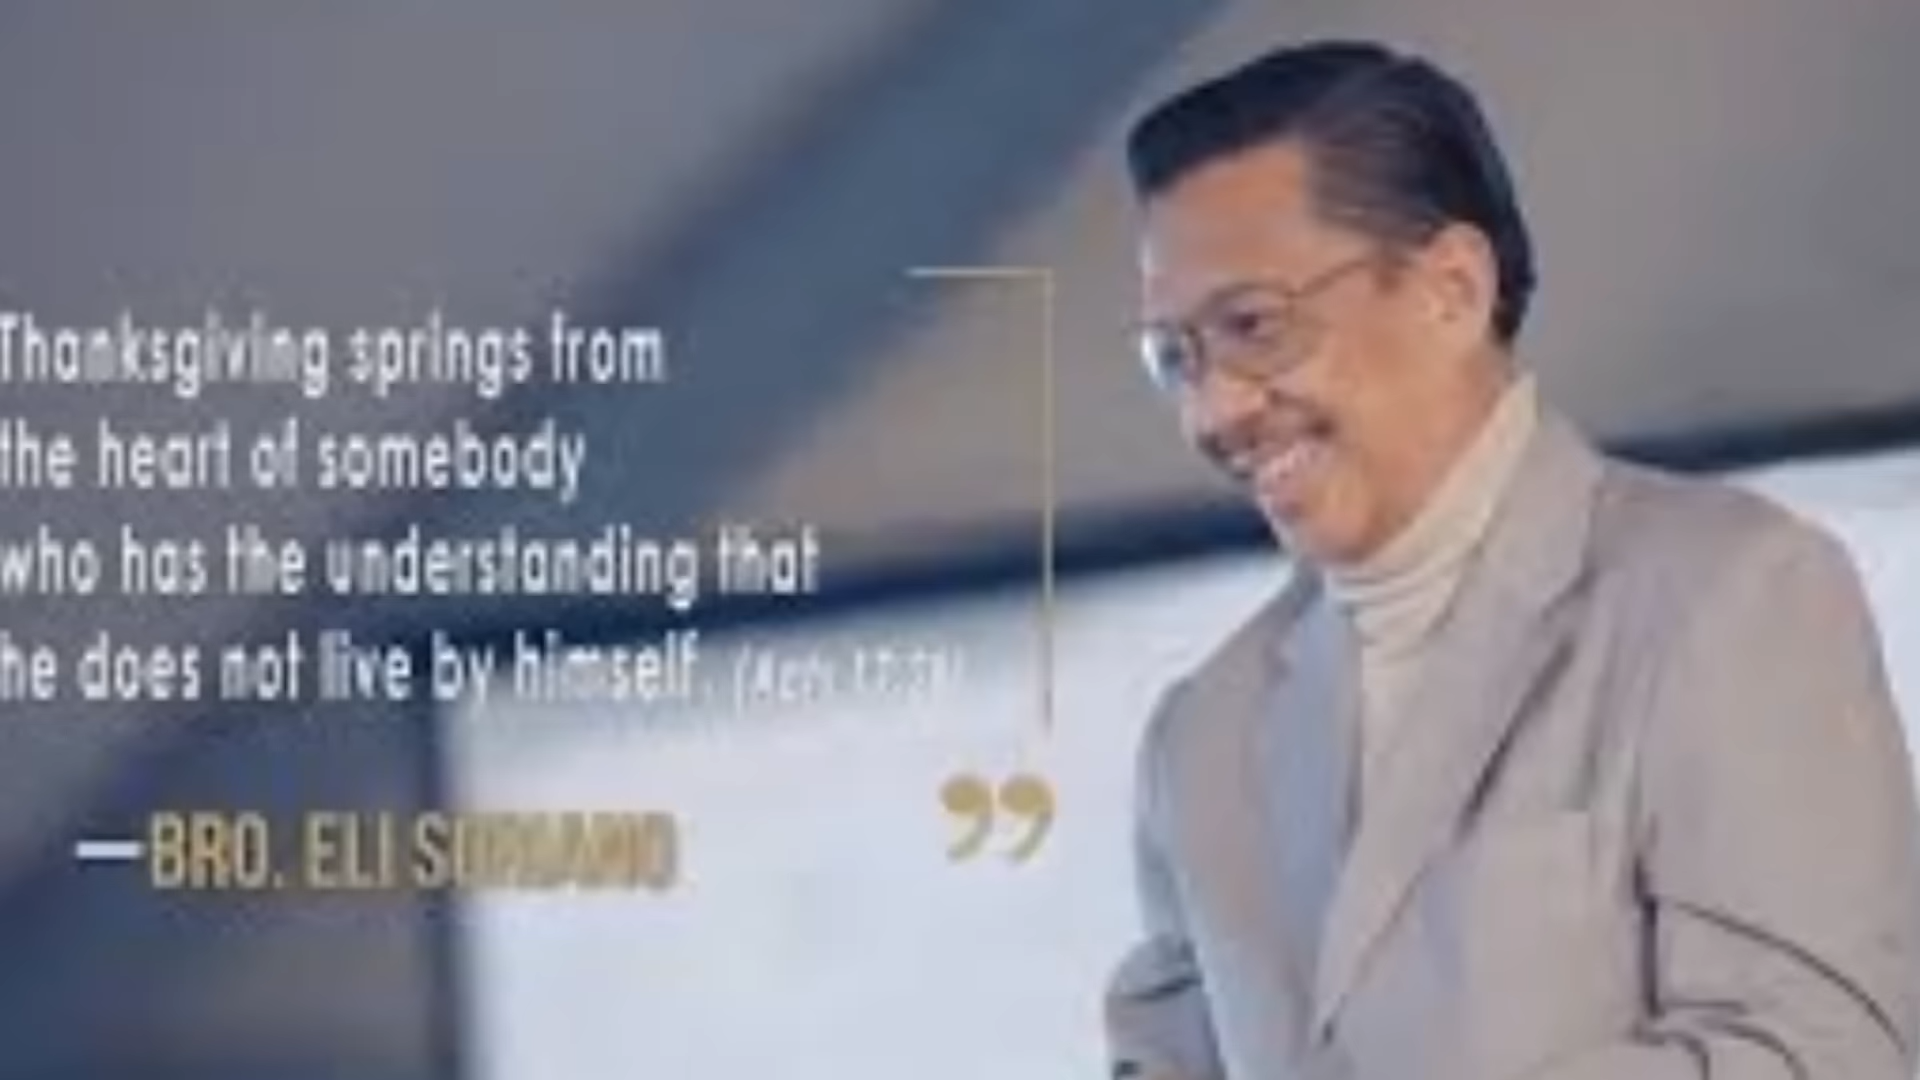 Thanksgiving springs from
the heart of somebody
who has the understanding that
he does not live by himself.
”
—BRO. ELI SORIANO